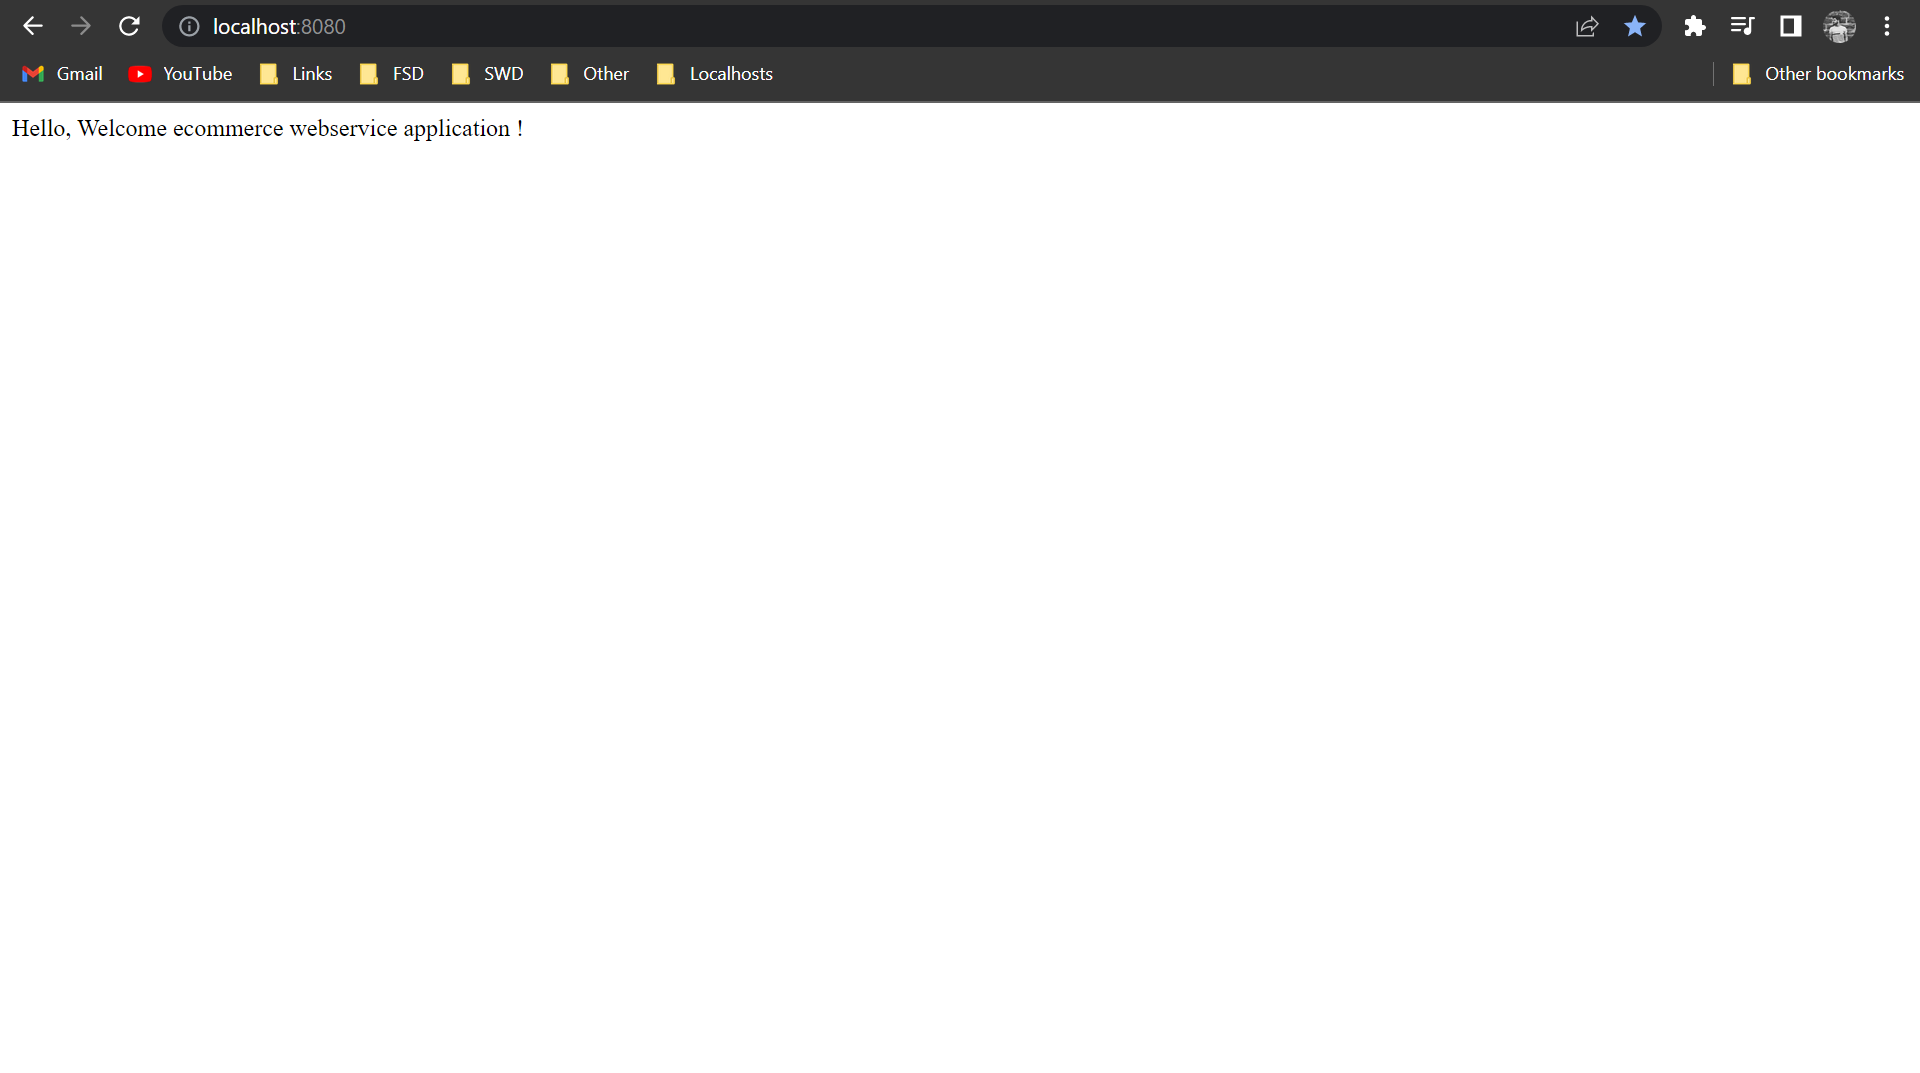 localhost:8080
Gmail YouTube Links FSD SWD Other Localhosts Other bookmarks
Hello, Welcome ecommerce webservice application !